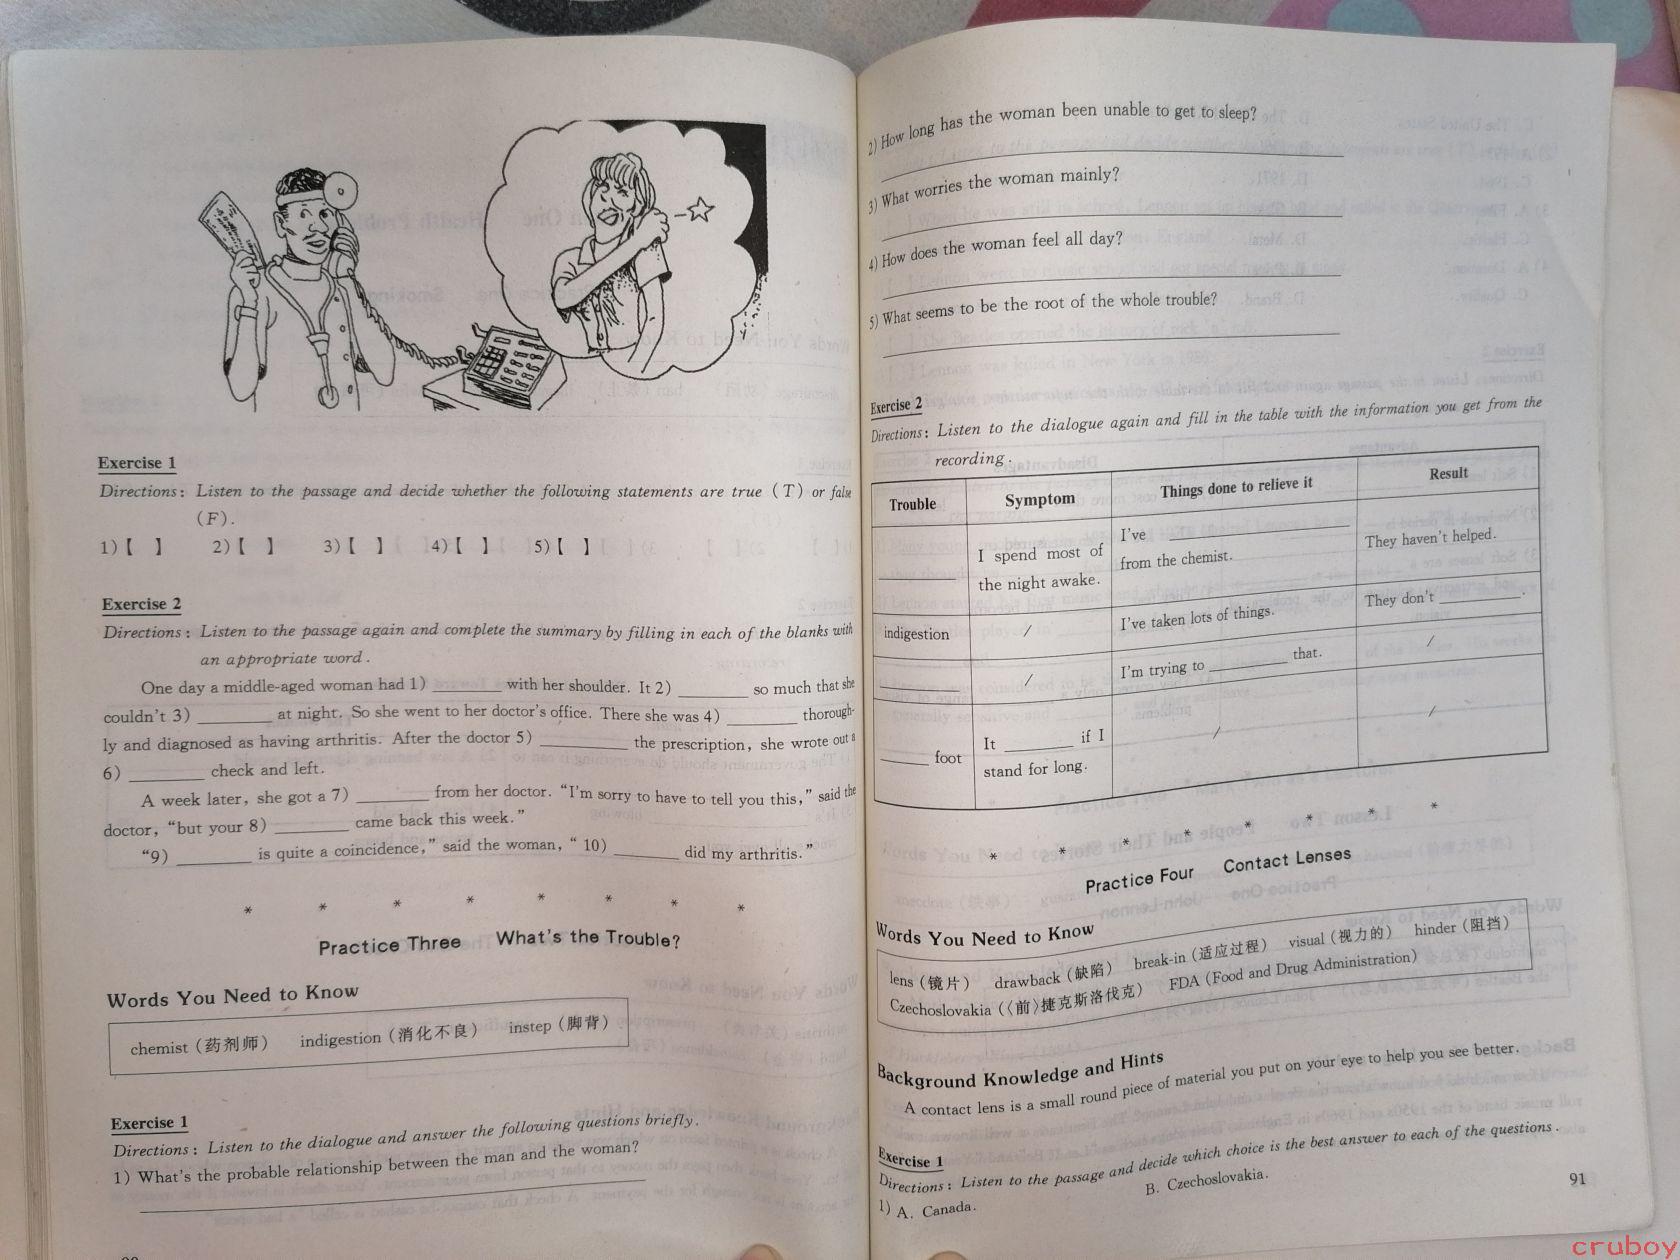 Exercise 1
Directions: Listen to the passage and decide whether the following statements are true (T) or false
(F).
1)【 】 2)【 】 3)【 】 4)【 】 5)【 】
Exercise 2
Directions: Listen to the passage again and complete the summary by filling in each of the blanks with
an appropriate word.
One day a middle-aged woman had 1) ________ with her shoulder. It 2) ________ so much that she
couldn't 3) ________ at night. So she went to her doctor's office. There she was 4) ________ thorough-
ly and diagnosed as having arthritis. After the doctor 5) ________ the prescription, she wrote out a
6) ________ check and left.
A week later, she got a 7) ________ from her doctor. "I'm sorry to have to tell you this," said the
doctor, "but your 8) ________ came back this week."
"9) ________ is quite a coincidence," said the woman, "10) ________ did my arthritis."
* * * * * * * *
Practice Three What's the Trouble?
Words You Need to Know
chemist (药剂师) indigestion (消化不良) instep (脚背)
Exercise 1
Directions: Listen to the dialogue and answer the following questions briefly.
1) What's the probable relationship between the man and the woman?
2) How long has the woman been unable to get to sleep?
3) What worries the woman mainly?
4) How does the woman feel all day?
5) What seems to be the root of the whole trouble?
Exercise 2
Directions: Listen to the dialogue again and fill in the table with the information you get from the
recording.
Trouble Symptom Things done to relieve it Result
________ I spend most of the night awake. I've ________ from the chemist. They haven't helped.
indigestion / I've taken lots of things. They don't ________.
________ / I'm trying to ________ that. /
________ foot It ________ if I stand for long. / /
* * * * * * * *
Practice Four Contact Lenses
Words You Need to Know
lens (镜片) drawback (缺陷) break-in (适应过程) visual (视力的) hinder (阻挡)
Czechoslovakia (〈前〉捷克斯洛伐克) FDA (Food and Drug Administration)
Background Knowledge and Hints
A contact lens is a small round piece of material you put on your eye to help you see better.
Exercise 1
Directions: Listen to the passage and decide which choice is the best answer to each of the questions.
1) A. Canada. B. Czechoslovakia.
91
cruboy